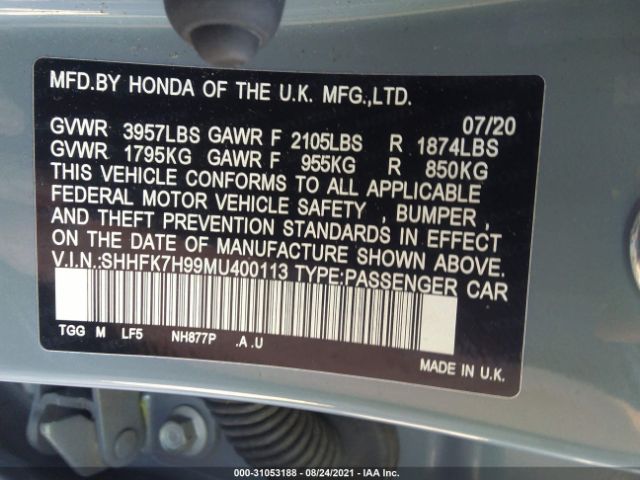 MFD.BY HONDA OF THE U.K. MFG.,LTD.
07/20
GVWR 3957LBS GAWR F 2105LBS R 1874LBS
GVWR 1795KG GAWR F 955KG R 850KG
THIS VEHICLE CONFORMS TO ALL APPLICABLE
FEDERAL MOTOR VEHICLE SAFETY , BUMPER ,
AND THEFT PREVENTION STANDARDS IN EFFECT
ON THE DATE OF MANUFACTURE SHOWN ABOVE.
V.I.N.:SHHFK7H99MU400113 TYPE:PASSENGER CAR
TGG M LF5 NH877P .A.U
MADE IN U.K.
000-31053188 - 08/24/2021 - IAA Inc.